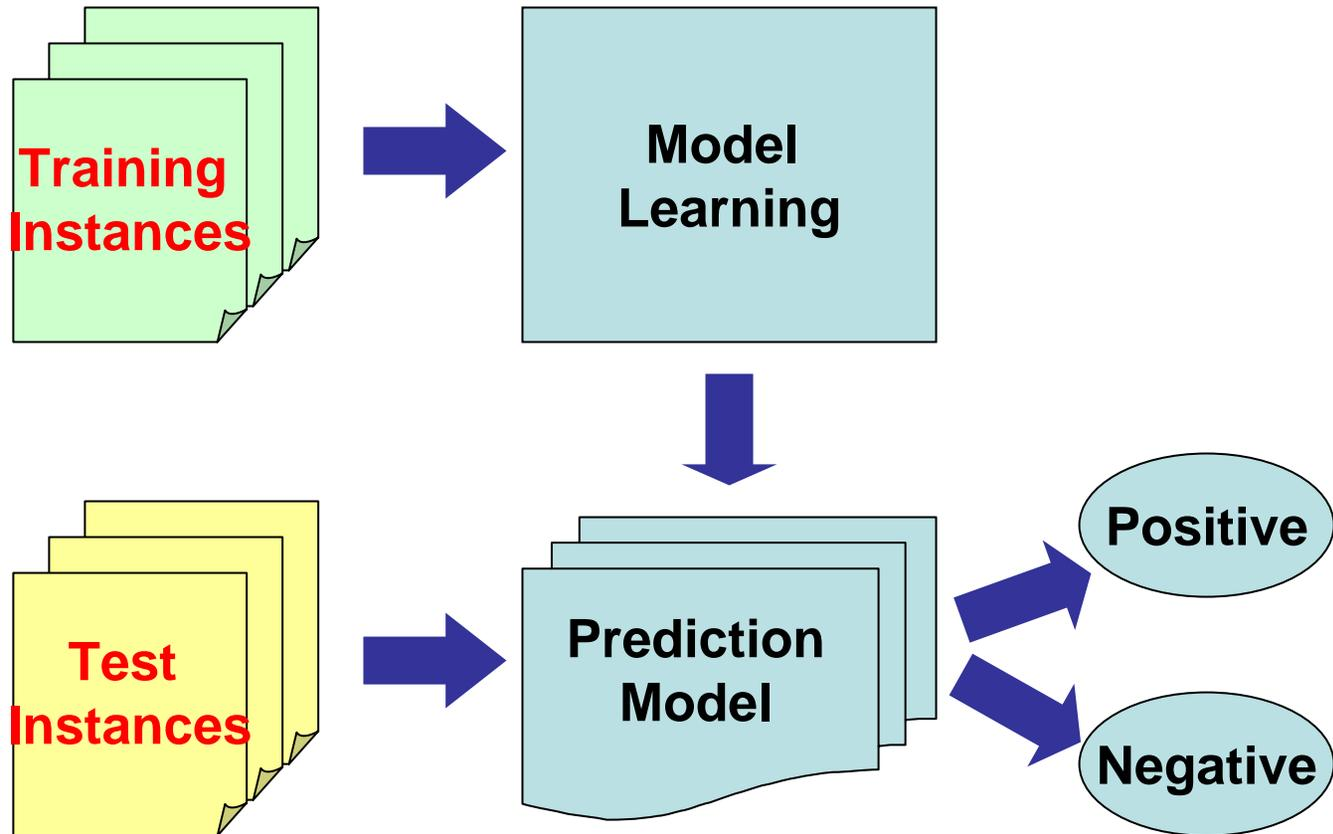 Training
Instances
Model
Learning
Test
Instances
Prediction
Model
Positive
Negative